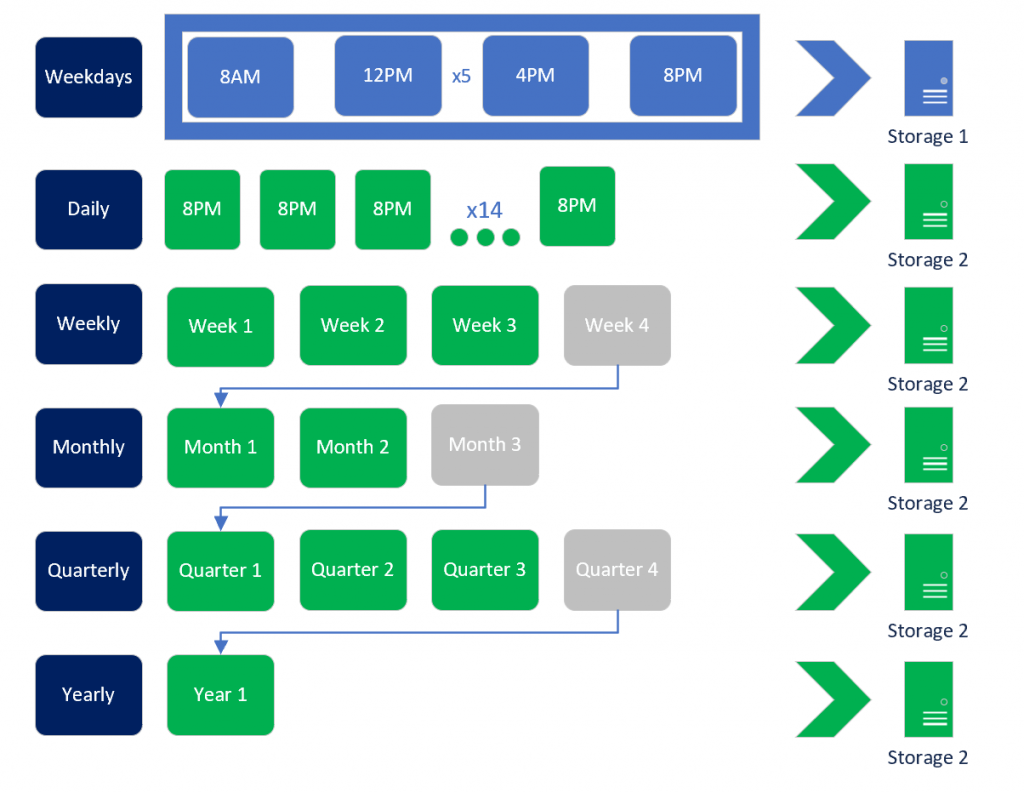 Weekdays
8AM
12PM
x5
4PM
8PM
Storage 1
Daily
8PM
8PM
8PM
x14
8PM
Storage 2
Weekly
Week 1
Week 2
Week 3
Week 4
Storage 2
Monthly
Month 1
Month 2
Month 3
Storage 2
Quarterly
Quarter 1
Quarter 2
Quarter 3
Quarter 4
Storage 2
Yearly
Year 1
Storage 2